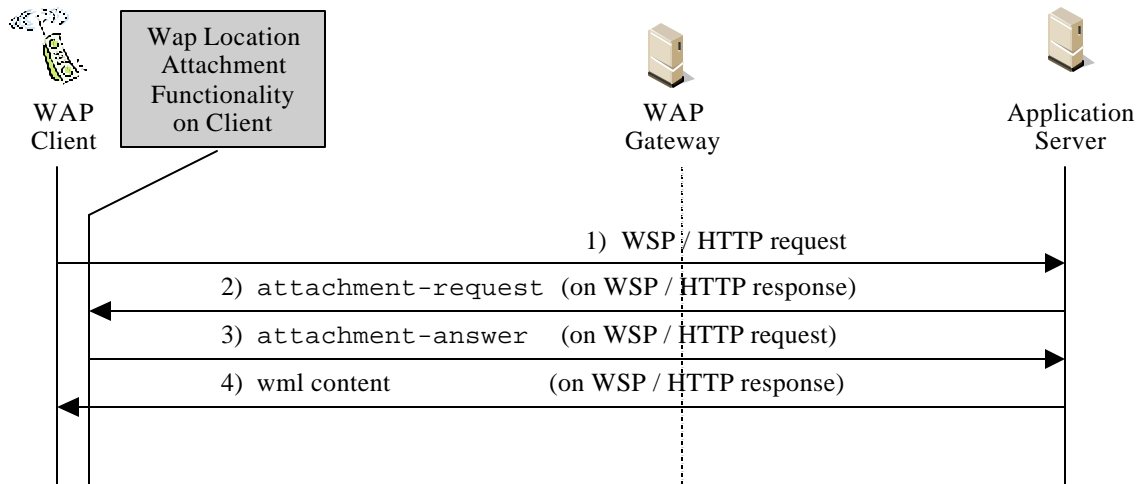 Wap Location
Attachment
Functionality
on Client
WAP
Client
WAP
Gateway
Application
Server
1) WSP / HTTP request
2) attachment-request (on WSP / HTTP response)
3) attachment-answer (on WSP / HTTP request)
4) wml content (on WSP / HTTP response)